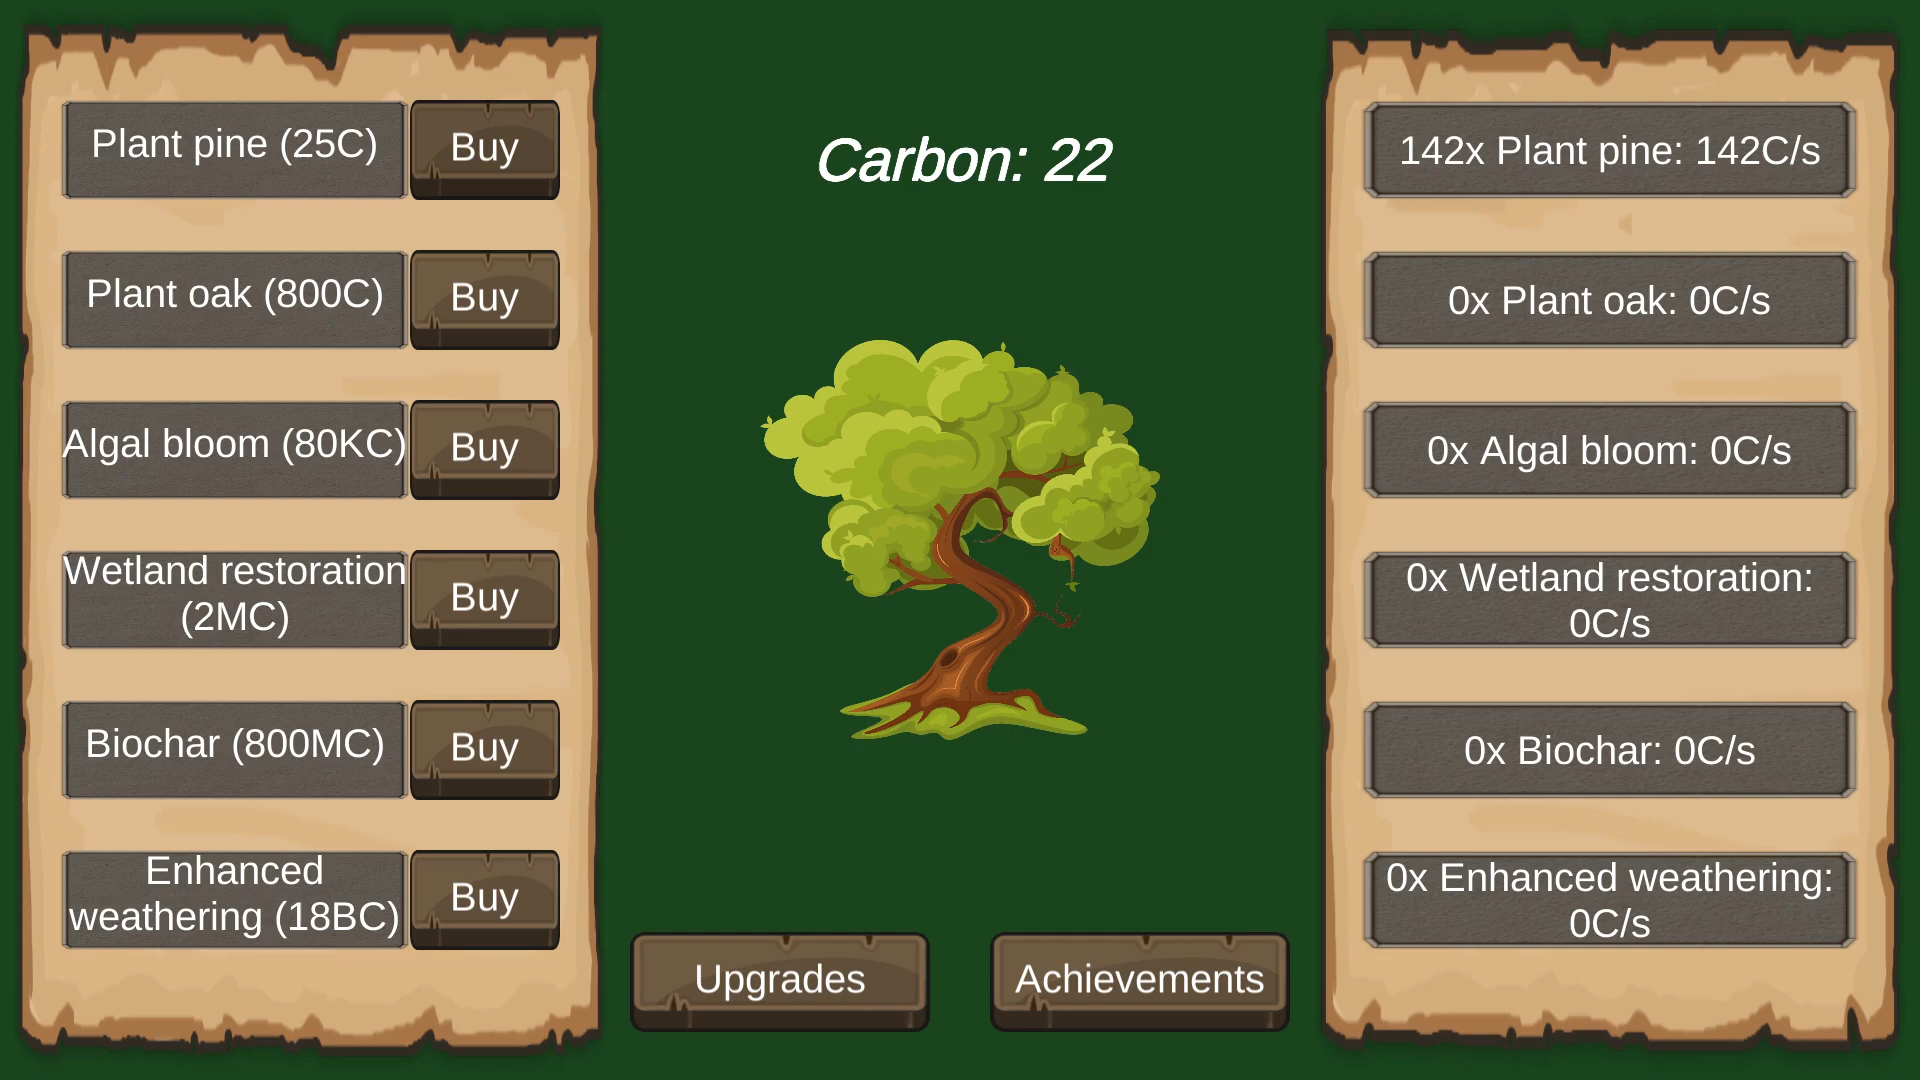 Plant pine (25C)
Buy
Plant oak (800C)
Buy
Algal bloom (80KC)
Buy
Wetland restoration
(2MC)
Buy
Biochar (800MC)
Buy
Enhanced
weathering (18BC)
Buy
Carbon: 22
Upgrades
Achievements
142x Plant pine: 142C/s
0x Plant oak: 0C/s
0x Algal bloom: 0C/s
0x Wetland restoration:
0C/s
0x Biochar: 0C/s
0x Enhanced weathering:
0C/s